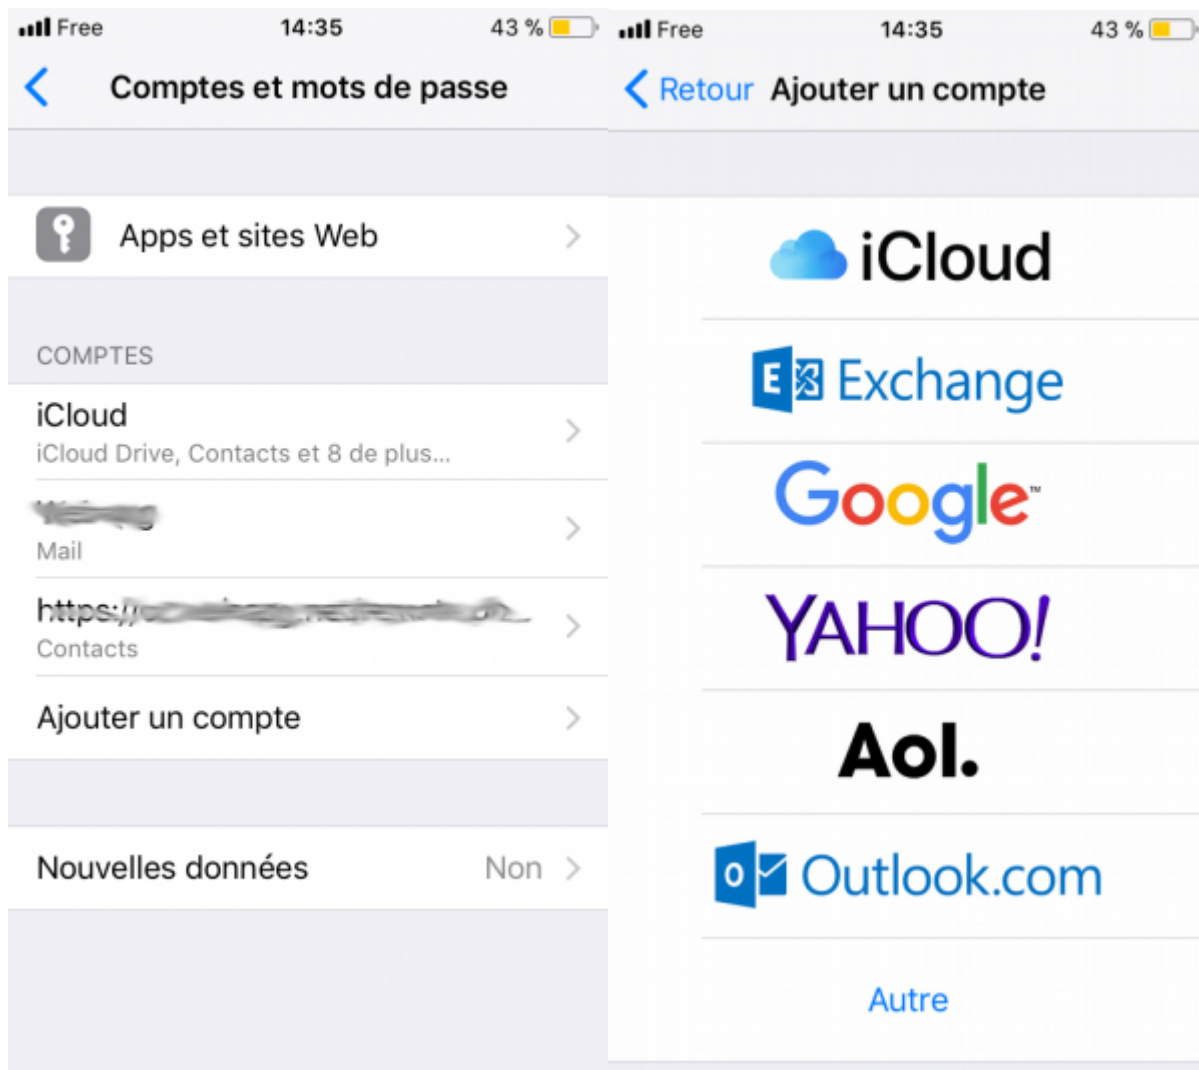 Free 14:35 43 %
Comptes et mots de passe
Apps et sites Web
COMPTES
iCloud
iCloud Drive, Contacts et 8 de plus...
Mail
https://
Contacts
Ajouter un compte
Nouvelles données Non
Free 14:35 43 %
Retour Ajouter un compte
iCloud
E Exchange
Google™
YAHOO!
Aol.
O Outlook.com
Autre